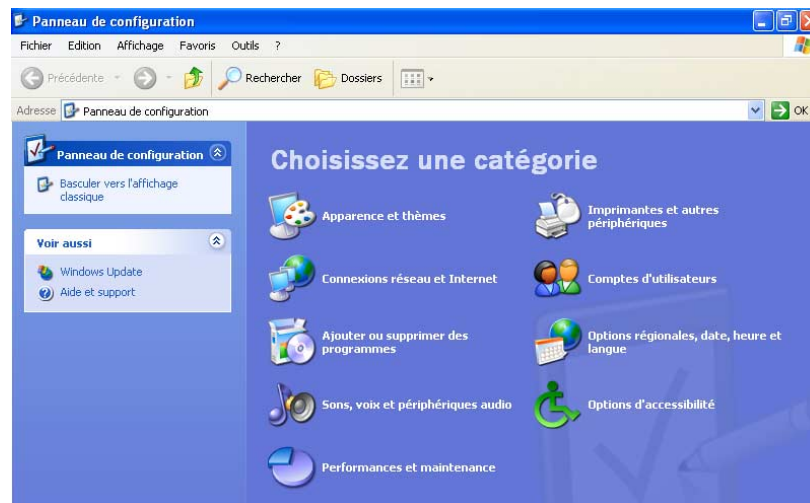 Panneau de configuration
Fichier Edition Affichage Favoris Outils ?
Précédente Rechercher Dossiers
Adresse Panneau de configuration OK
Panneau de configuration
Basculer vers l'affichage
classique
Voir aussi
Windows Update
Aide et support
Choisissez une catégorie
Apparence et thèmes
Imprimantes et autres
périphériques
Connexions réseau et Internet
Comptes d'utilisateurs
Ajouter ou supprimer des
programmes
Options régionales, date, heure et
langue
Sons, voix et périphériques audio
Options d'accessibilité
Performances et maintenance